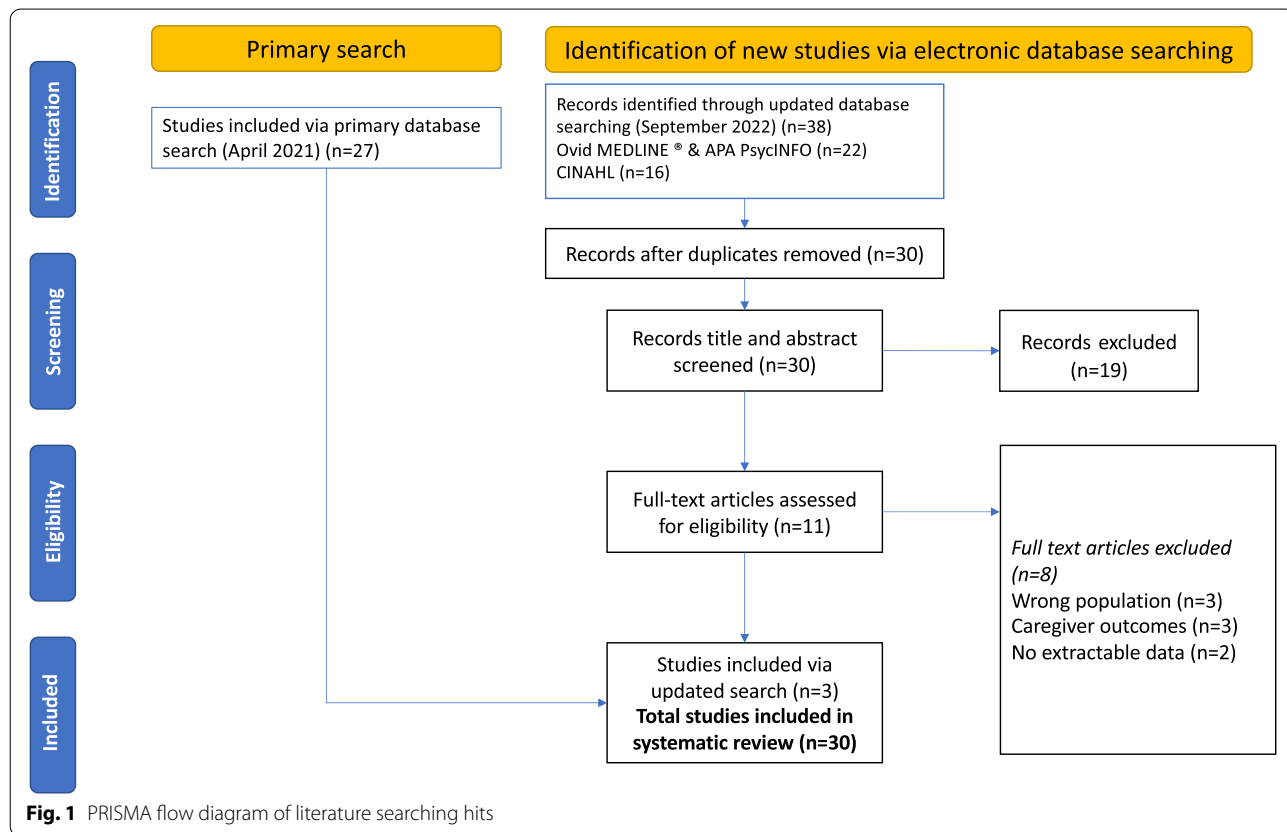 Primary search
Identification of new studies via electronic database searching
Identification
Studies included via primary database
search (April 2021) (n=27)
Records identified through updated database
searching (September 2022) (n=38)
Ovid MEDLINE ® & APA PsycINFO (n=22)
CINAHL (n=16)
Records after duplicates removed (n=30)
Screening
Records title and abstract
screened (n=30)
Records excluded
(n=19)
Eligibility
Full-text articles assessed
for eligibility (n=11)
Full text articles excluded
(n=8)
Wrong population (n=3)
Caregiver outcomes (n=3)
No extractable data (n=2)
Included
Studies included via
updated search (n=3)
Total studies included in
systematic review (n=30)
Fig. 1 PRISMA flow diagram of literature searching hits